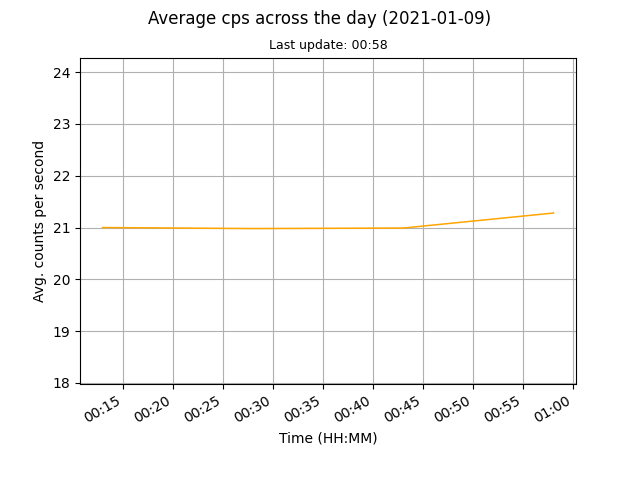 Average cps across the day (2021-01-09)
Last update: 00:58
Avg. counts per second
24
23
22
21
20
19
18
00:15 00:20 00:25 00:30 00:35 00:40 00:45 00:50 00:55 01:00
Time (HH:MM)